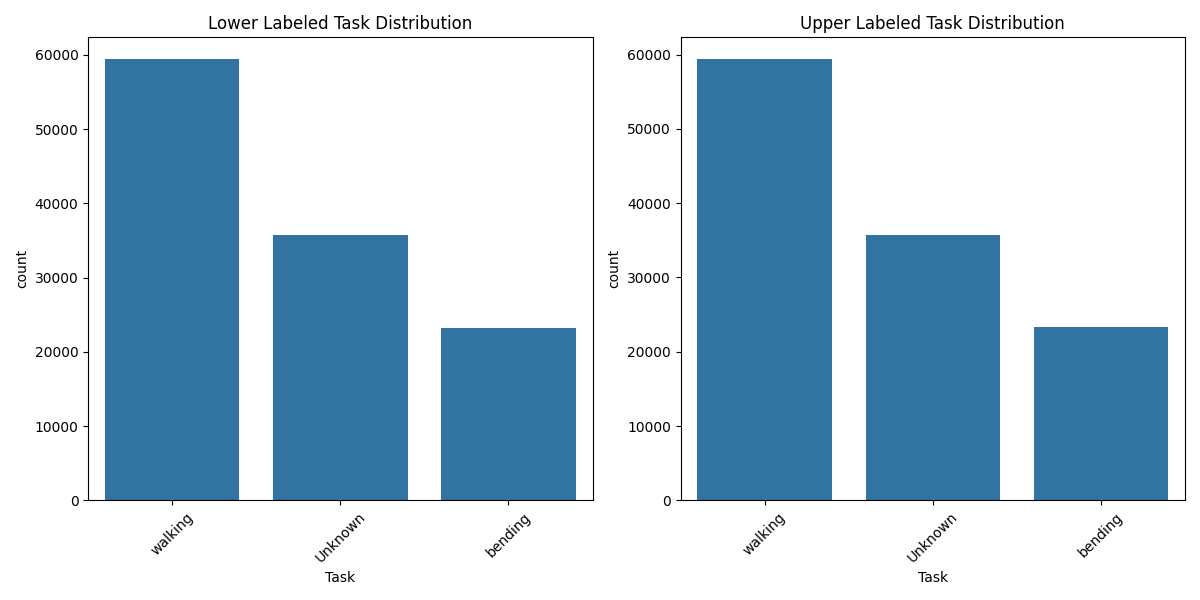 Lower Labeled Task Distribution
60000
50000
40000
30000
20000
10000
0
count
walking
Unknown
bending
Task
Upper Labeled Task Distribution
60000
50000
40000
30000
20000
10000
0
count
walking
Unknown
bending
Task